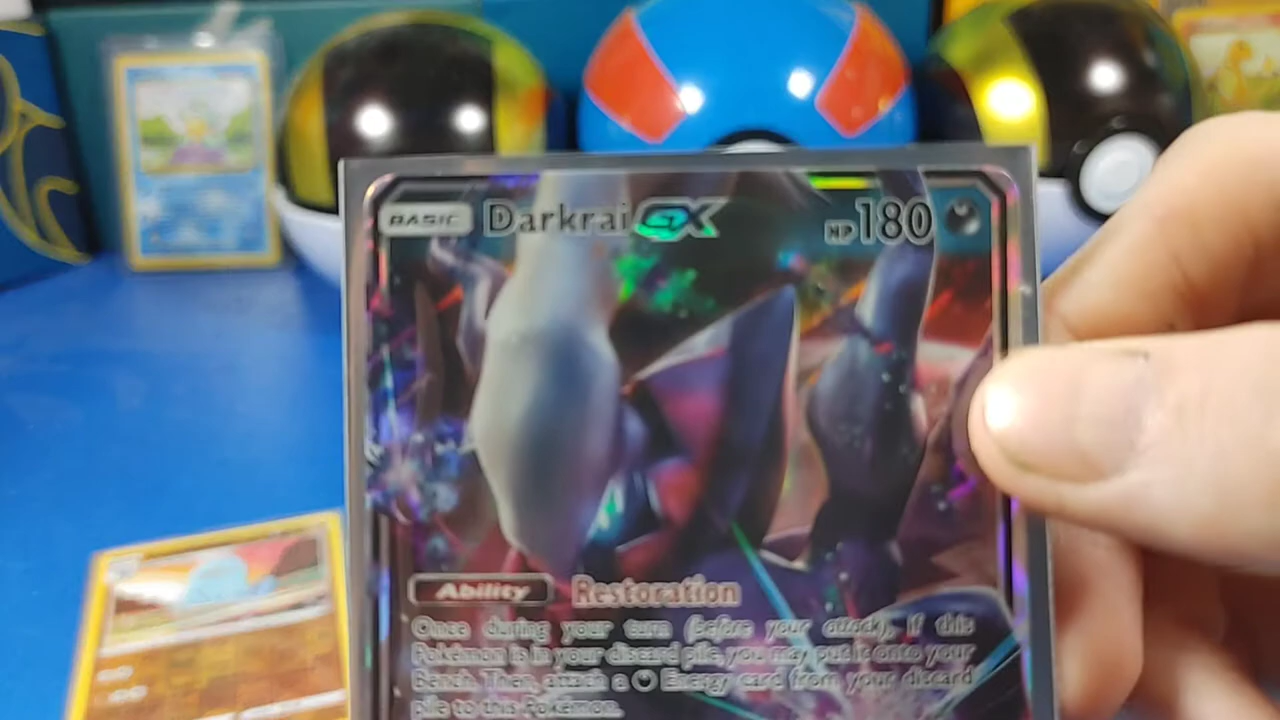 BASIC Darkrai GX HP 180
Ability Restoration
Once during your turn (before your attack), if this
Pokémon is in your discard pile, you may put it onto your
Bench. Then, attach a Energy card from your discard
pile to this Pokémon.